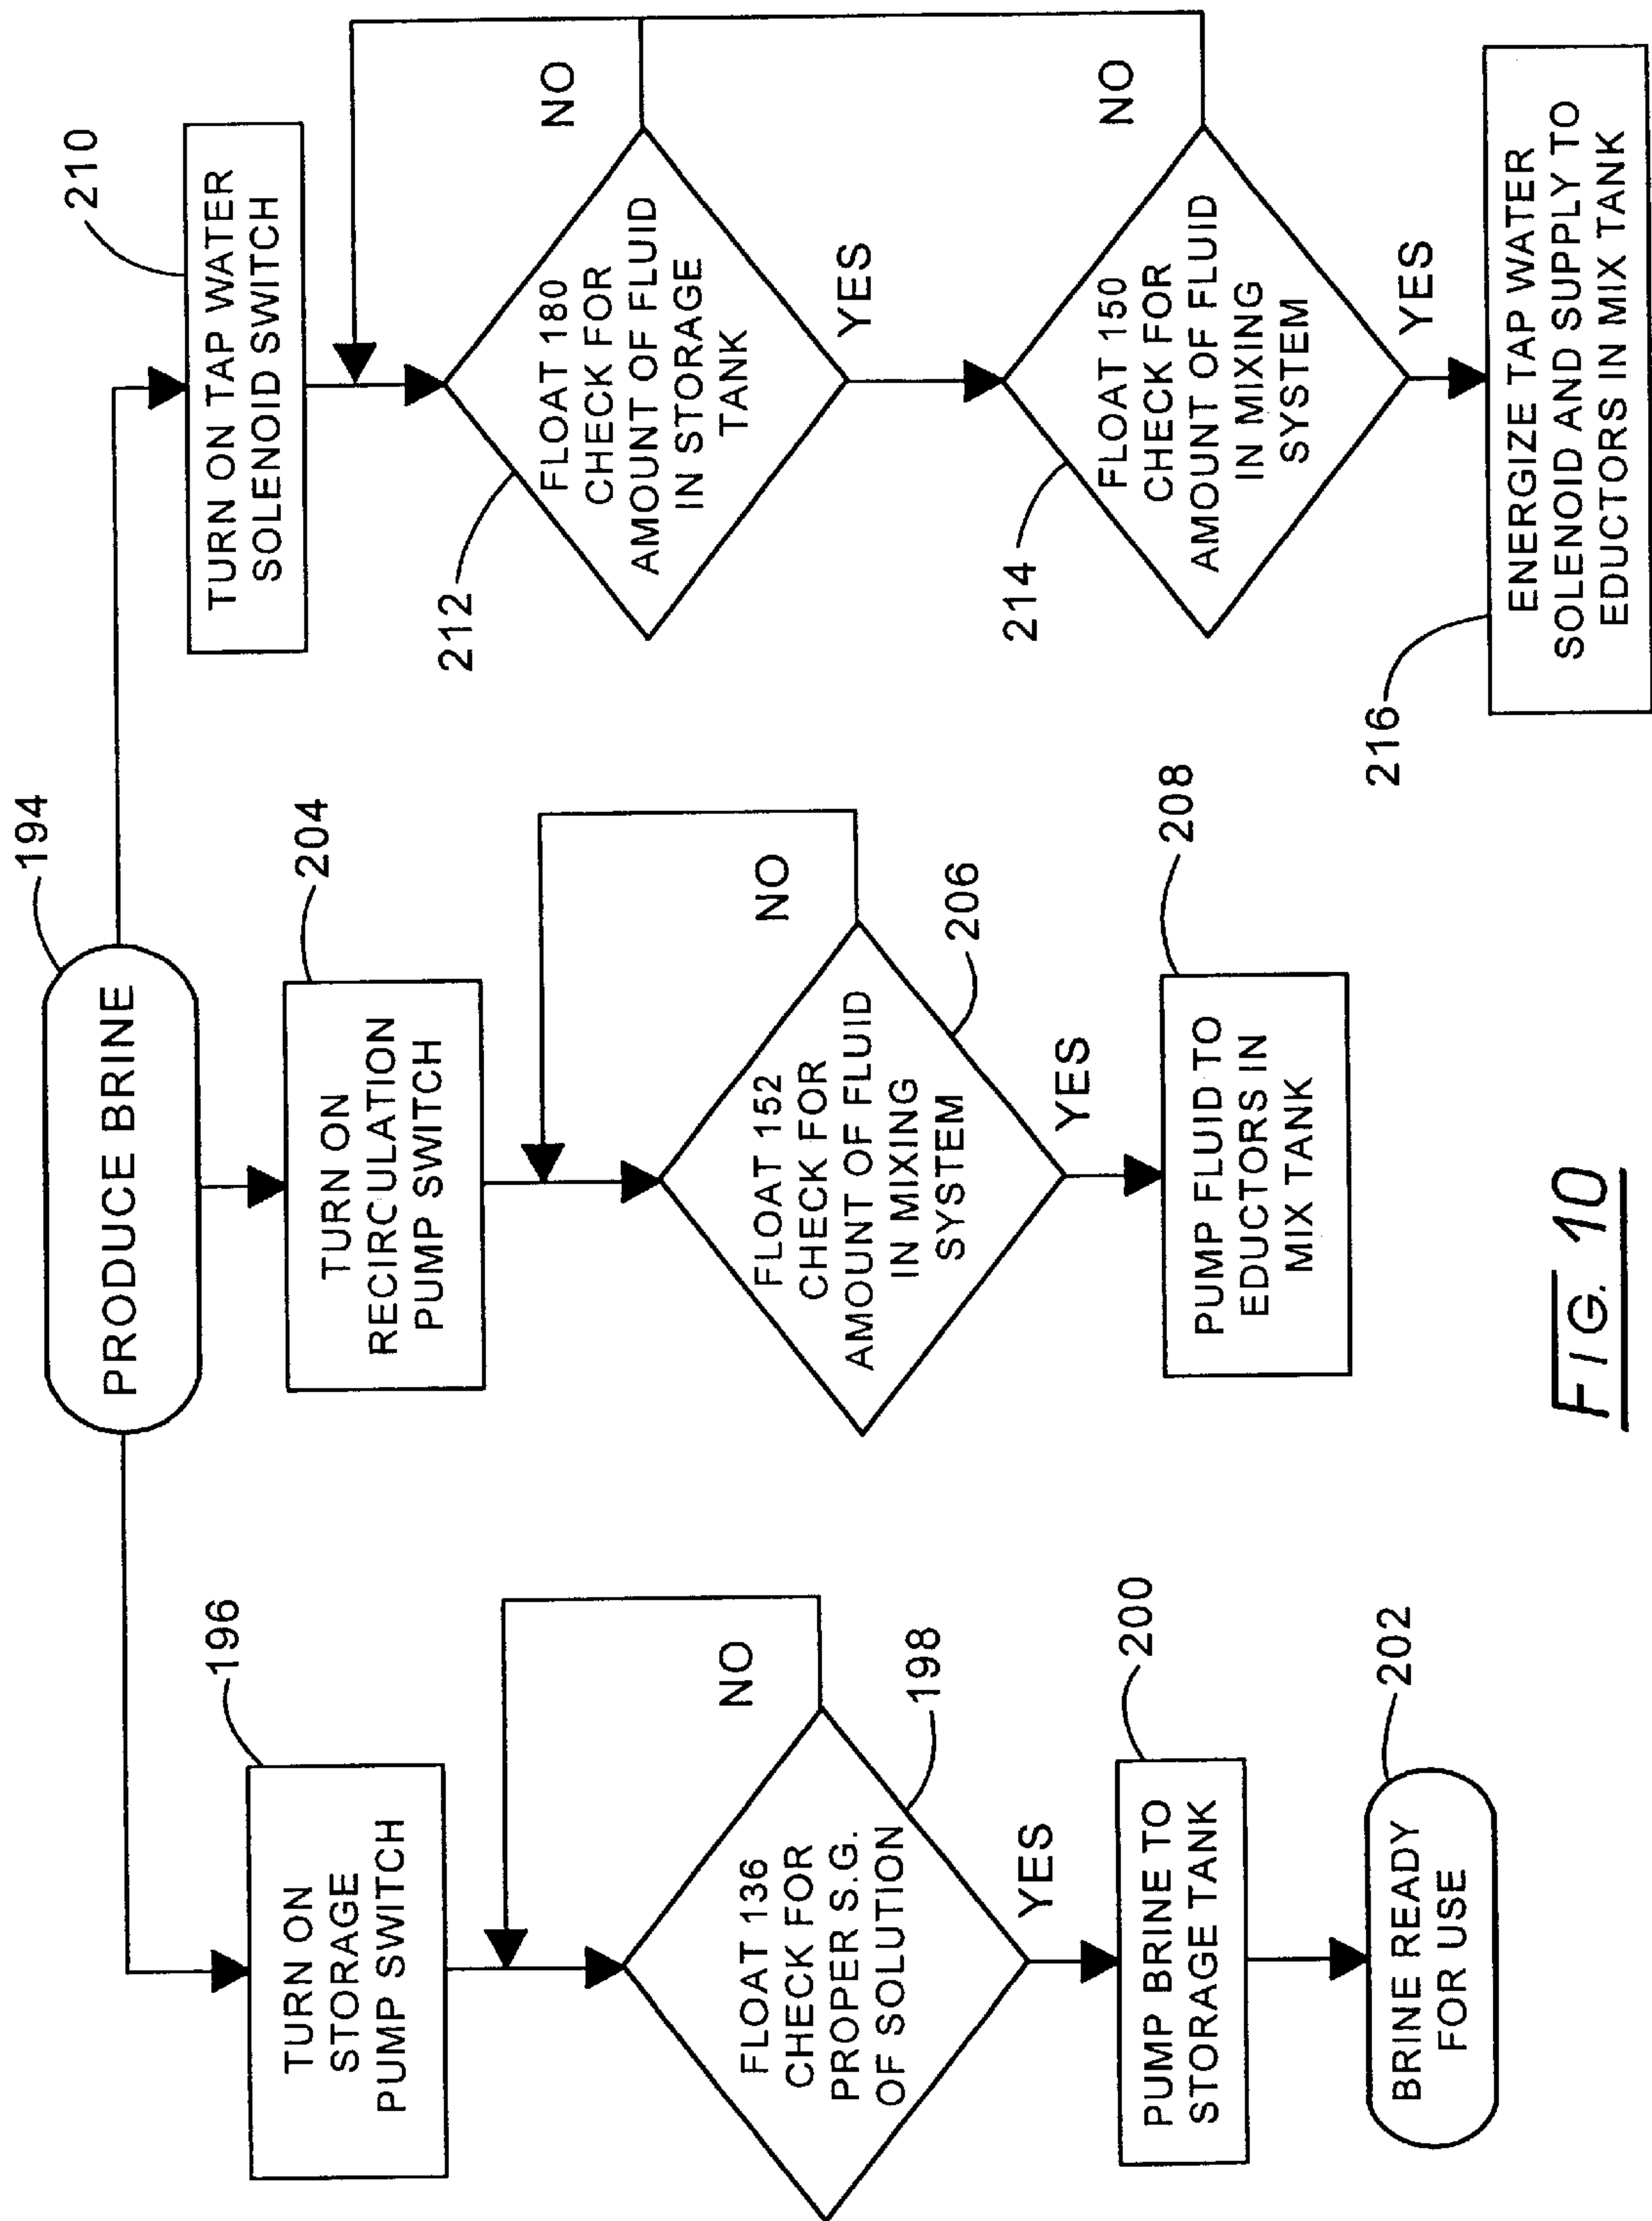 194
PRODUCE BRINE
196
TURN ON
STORAGE
PUMP SWITCH
NO
FLOAT 136
CHECK FOR
PROPER S.G.
OF SOLUTION
198
YES
200
PUMP BRINE TO
STORAGE TANK
202
BRINE READY
FOR USE
204
TURN ON
RECIRCULATION
PUMP SWITCH
NO
FLOAT 152
CHECK FOR
AMOUNT OF FLUID
IN MIXING
SYSTEM
206
YES
208
PUMP FLUID TO
EDUCTORS IN
MIX TANK
210
TURN ON TAP WATER
SOLENOID SWITCH
NO
212
FLOAT 180
CHECK FOR
AMOUNT OF FLUID
IN STORAGE
TANK
YES
NO
214
FLOAT 150
CHECK FOR
AMOUNT OF FLUID
IN MIXING
SYSTEM
YES
216
ENERGIZE TAP WATER
SOLENOID AND SUPPLY TO
EDUCTORS IN MIX TANK
FIG. 10